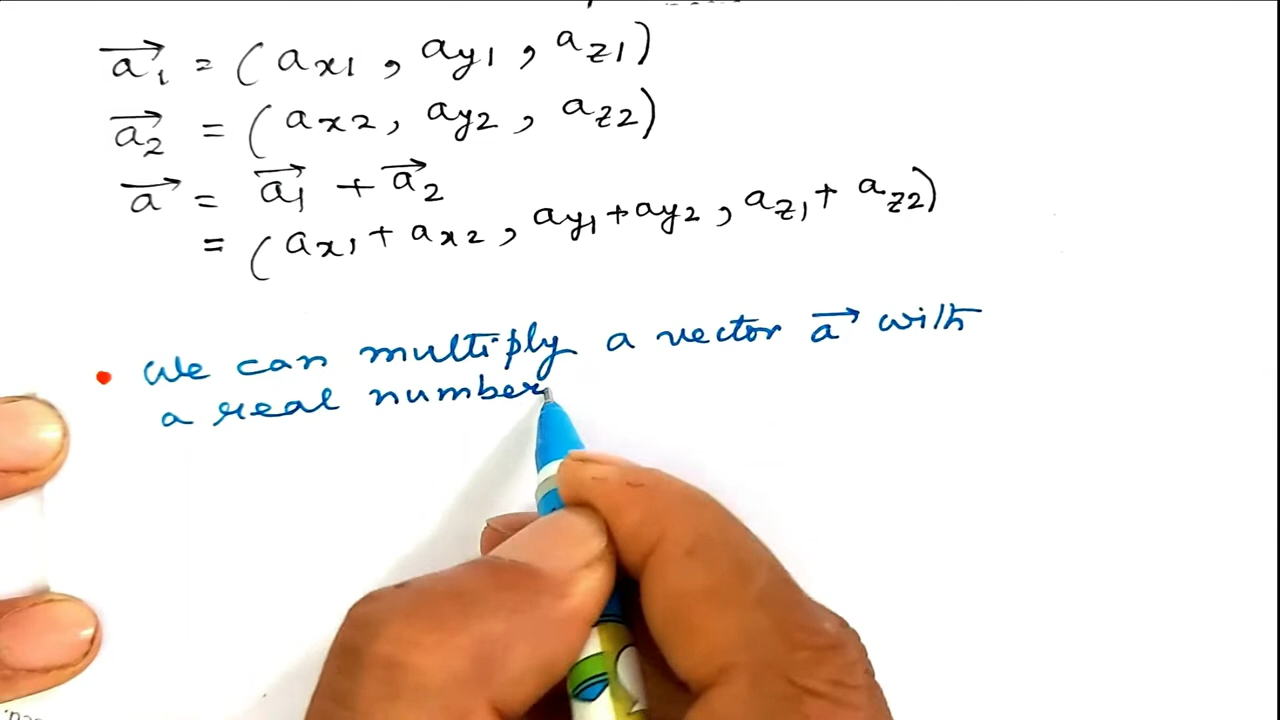 a⃗₁ = (ax1, ay1, az1)
a⃗₂ = (ax2, ay2, az2)
a⃗ = a⃗₁ + a⃗₂
= (ax1 + ax2, ay1 + ay2, az1 + az2)
• We can multiply a vector a⃗ with
a real number